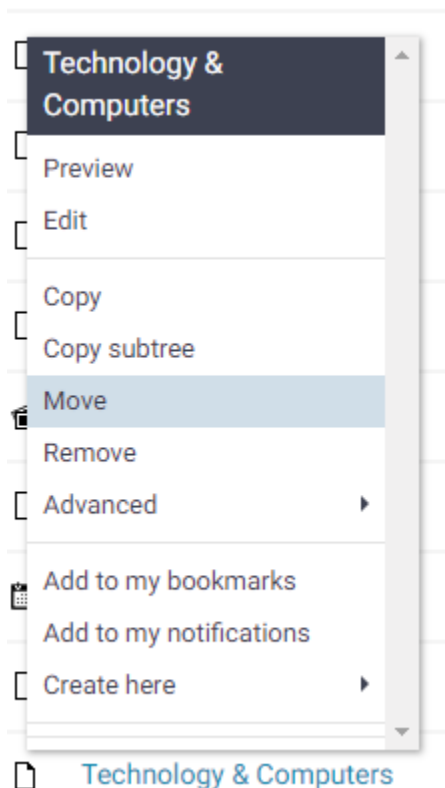 Technology &
Computers
Preview
Edit
Copy
Copy subtree
Move
Remove
Advanced
Add to my bookmarks
Add to my notifications
Create here
Technology & Computers